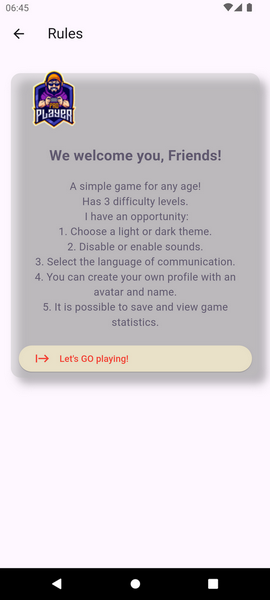 06:45
Rules
PLAYER
We welcome you, Friends!
A simple game for any age!
Has 3 difficulty levels.
I have an opportunity:
1. Choose a light or dark theme.
2. Disable or enable sounds.
3. Select the language of communication.
4. You can create your own profile with an
avatar and name.
5. It is possible to save and view game
statistics.
Let's GO playing!